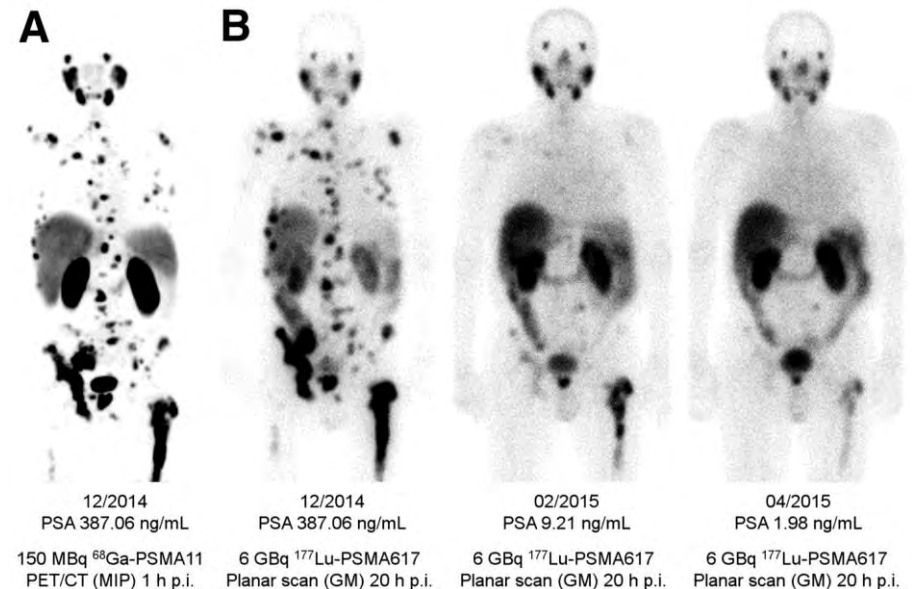 A
B
12/2014
PSA 387.06 ng/mL
150 MBq ⁶⁸Ga-PSMA11
PET/CT (MIP) 1 h p.i.
12/2014
PSA 387.06 ng/mL
6 GBq ¹⁷⁷Lu-PSMA617
Planar scan (GM) 20 h p.i.
02/2015
PSA 9.21 ng/mL
6 GBq ¹⁷⁷Lu-PSMA617
Planar scan (GM) 20 h p.i.
04/2015
PSA 1.98 ng/mL
6 GBq ¹⁷⁷Lu-PSMA617
Planar scan (GM) 20 h p.i.